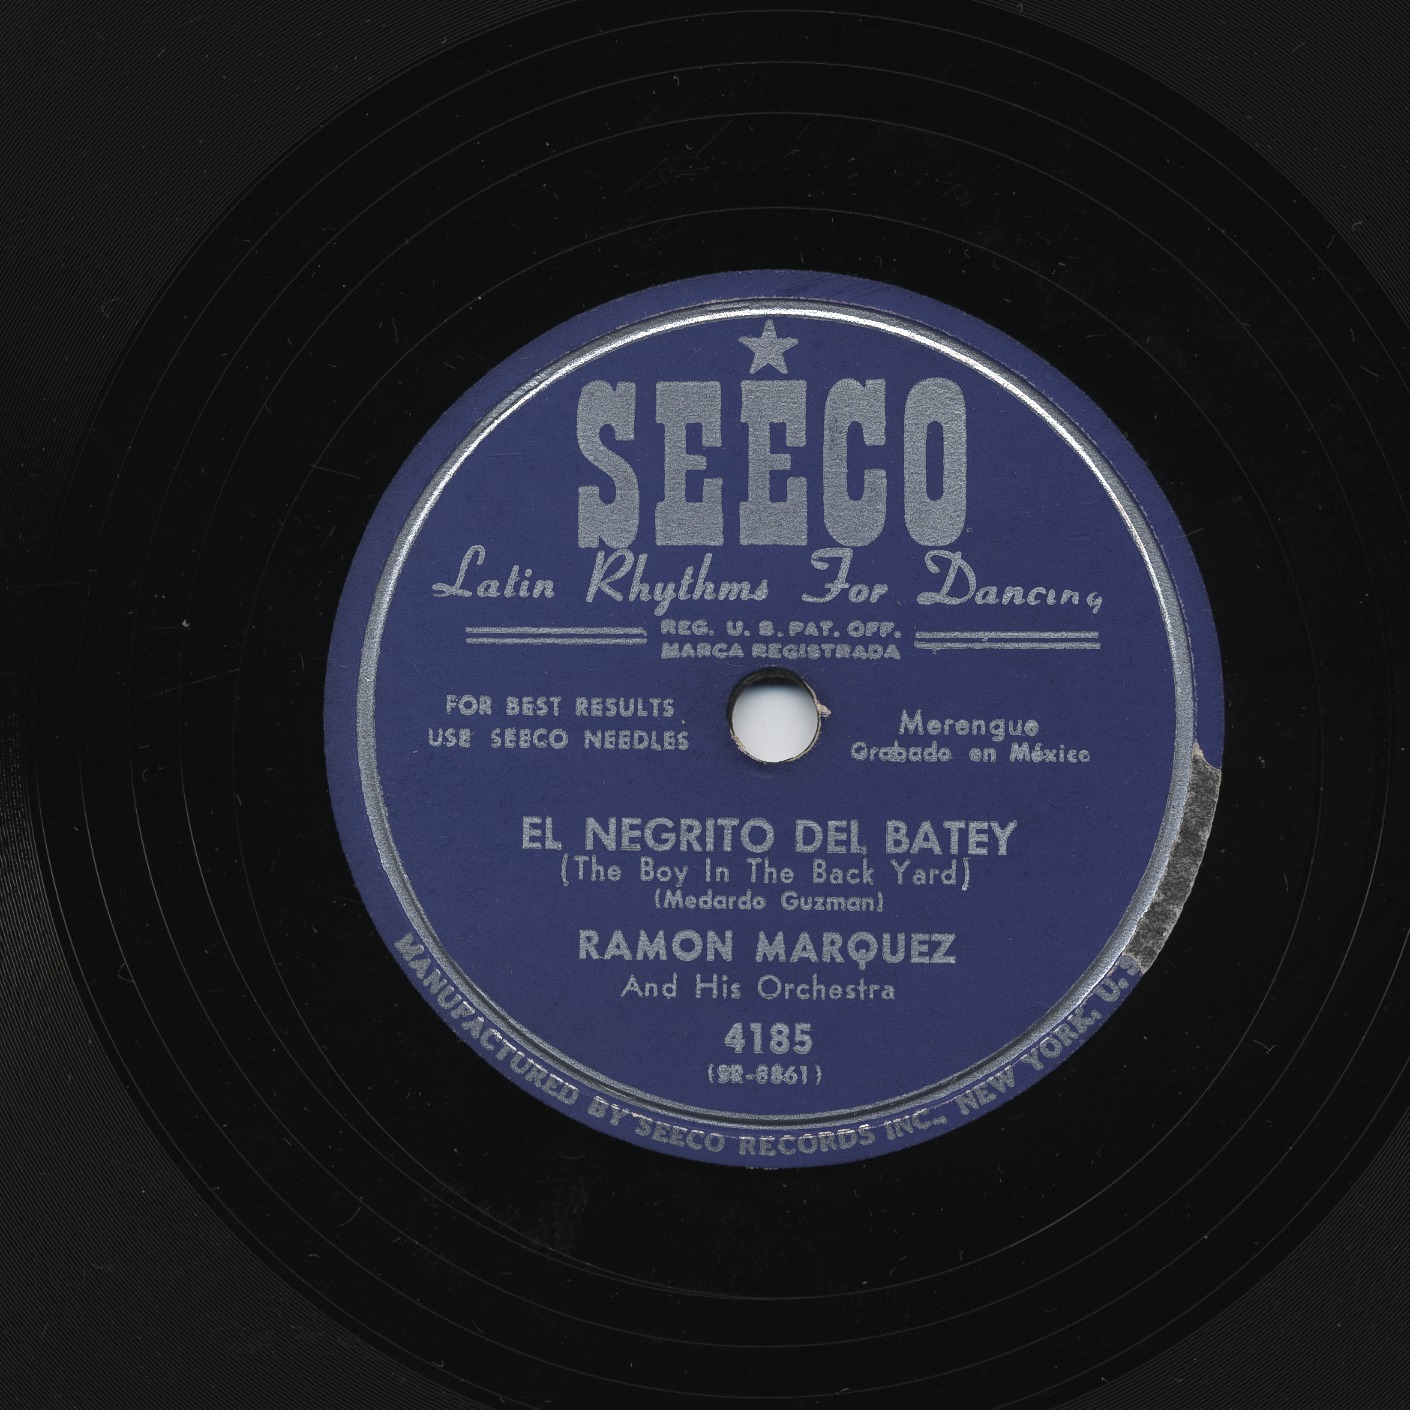 SEECO
Latin Rhythms For Dancing
REG. U. S. PAT. OFF.
MARCA REGISTRADA
FOR BEST RESULTS
USE SEECO NEEDLES
Merengue
Grabado en México
EL NEGRITO DEL BATEY
(The Boy In The Back Yard)
(Medardo Guzman)
RAMON MARQUEZ
And His Orchestra
4185
(SR-8861)
MANUFACTURED BY SEECO RECORDS INC., NEW YORK, U. S